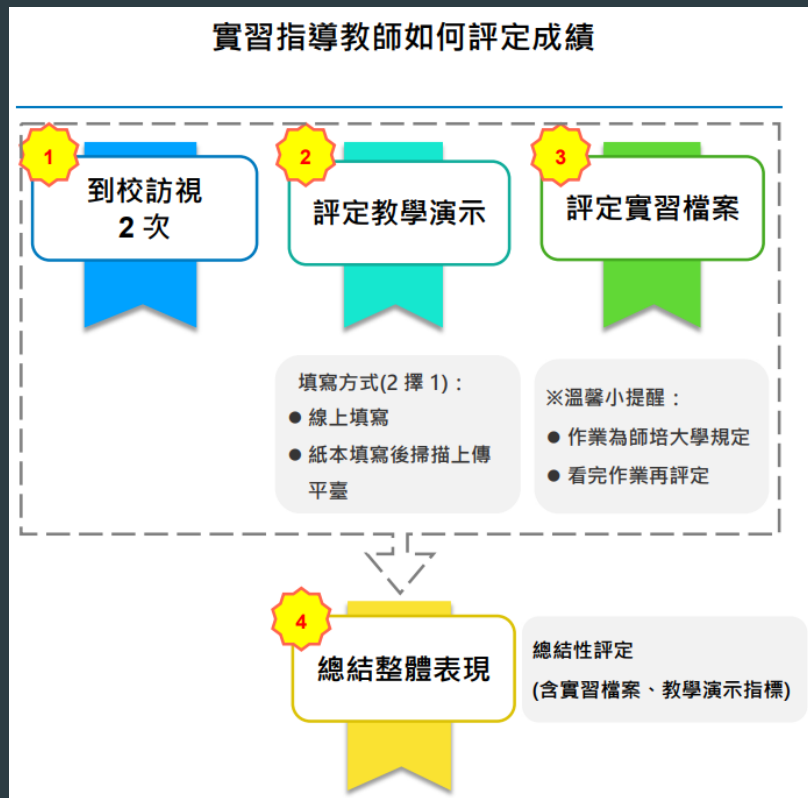 實習指導教師如何評定成績
1
到校訪視
2 次
2
評定教學演示
填寫方式(2 擇 1)：
● 線上填寫
● 紙本填寫後掃描上傳
平臺
3
評定實習檔案
※溫馨小提醒：
● 作業為師培大學規定
● 看完作業再評定
4
總結整體表現
總結性評定
(含實習檔案、教學演示指標)